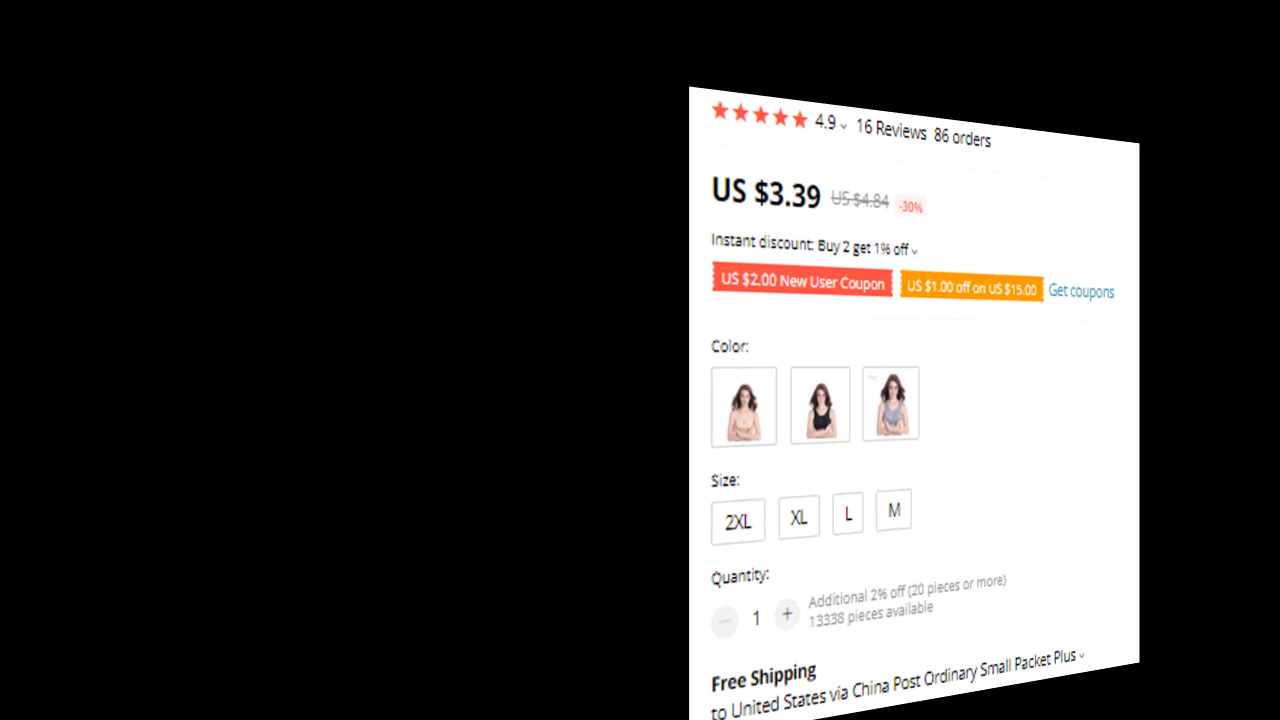 4.9 16 Reviews 86 orders
US $3.39 US $4.84 -30%
Instant discount: Buy 2 get 1% off
US $2.00 New User Coupon US $1.00 off on US $15.00 Get coupons
Color:
Size:
2XL XL L M
Quantity:
1 + Additional 2% off (20 pieces or more)
13338 pieces available
Free Shipping
to United States via China Post Ordinary Small Packet Plus